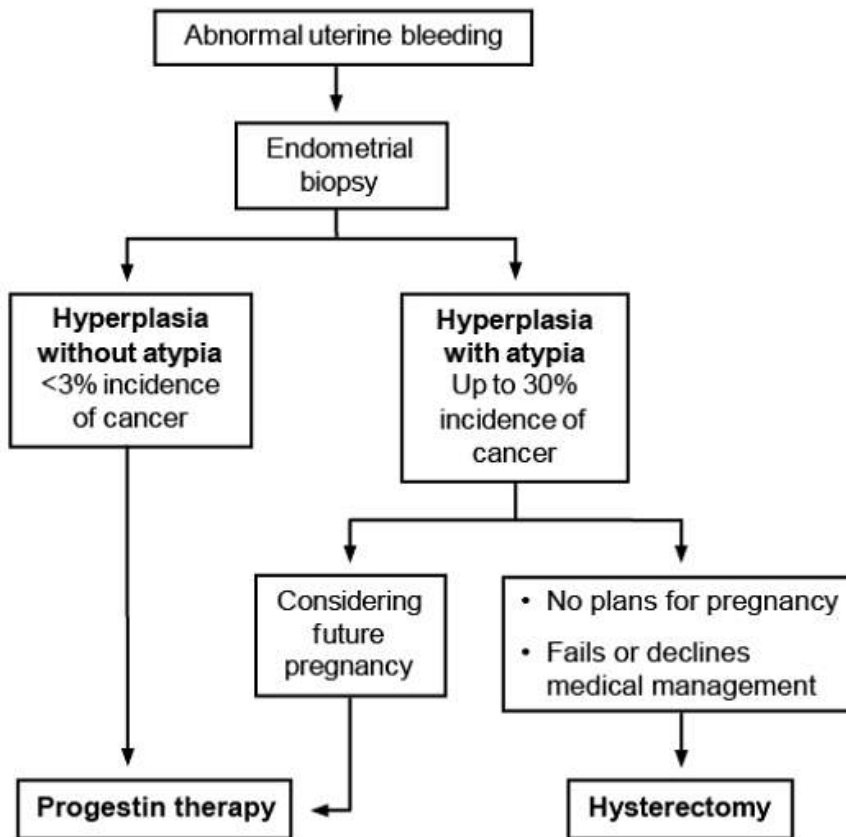 Abnormal uterine bleeding
Endometrial
biopsy
Hyperplasia
without atypia
<3% incidence
of cancer
Hyperplasia
with atypia
Up to 30%
incidence of
cancer
Considering
future
pregnancy
• No plans for pregnancy
• Fails or declines
medical management
Progestin therapy
Hysterectomy